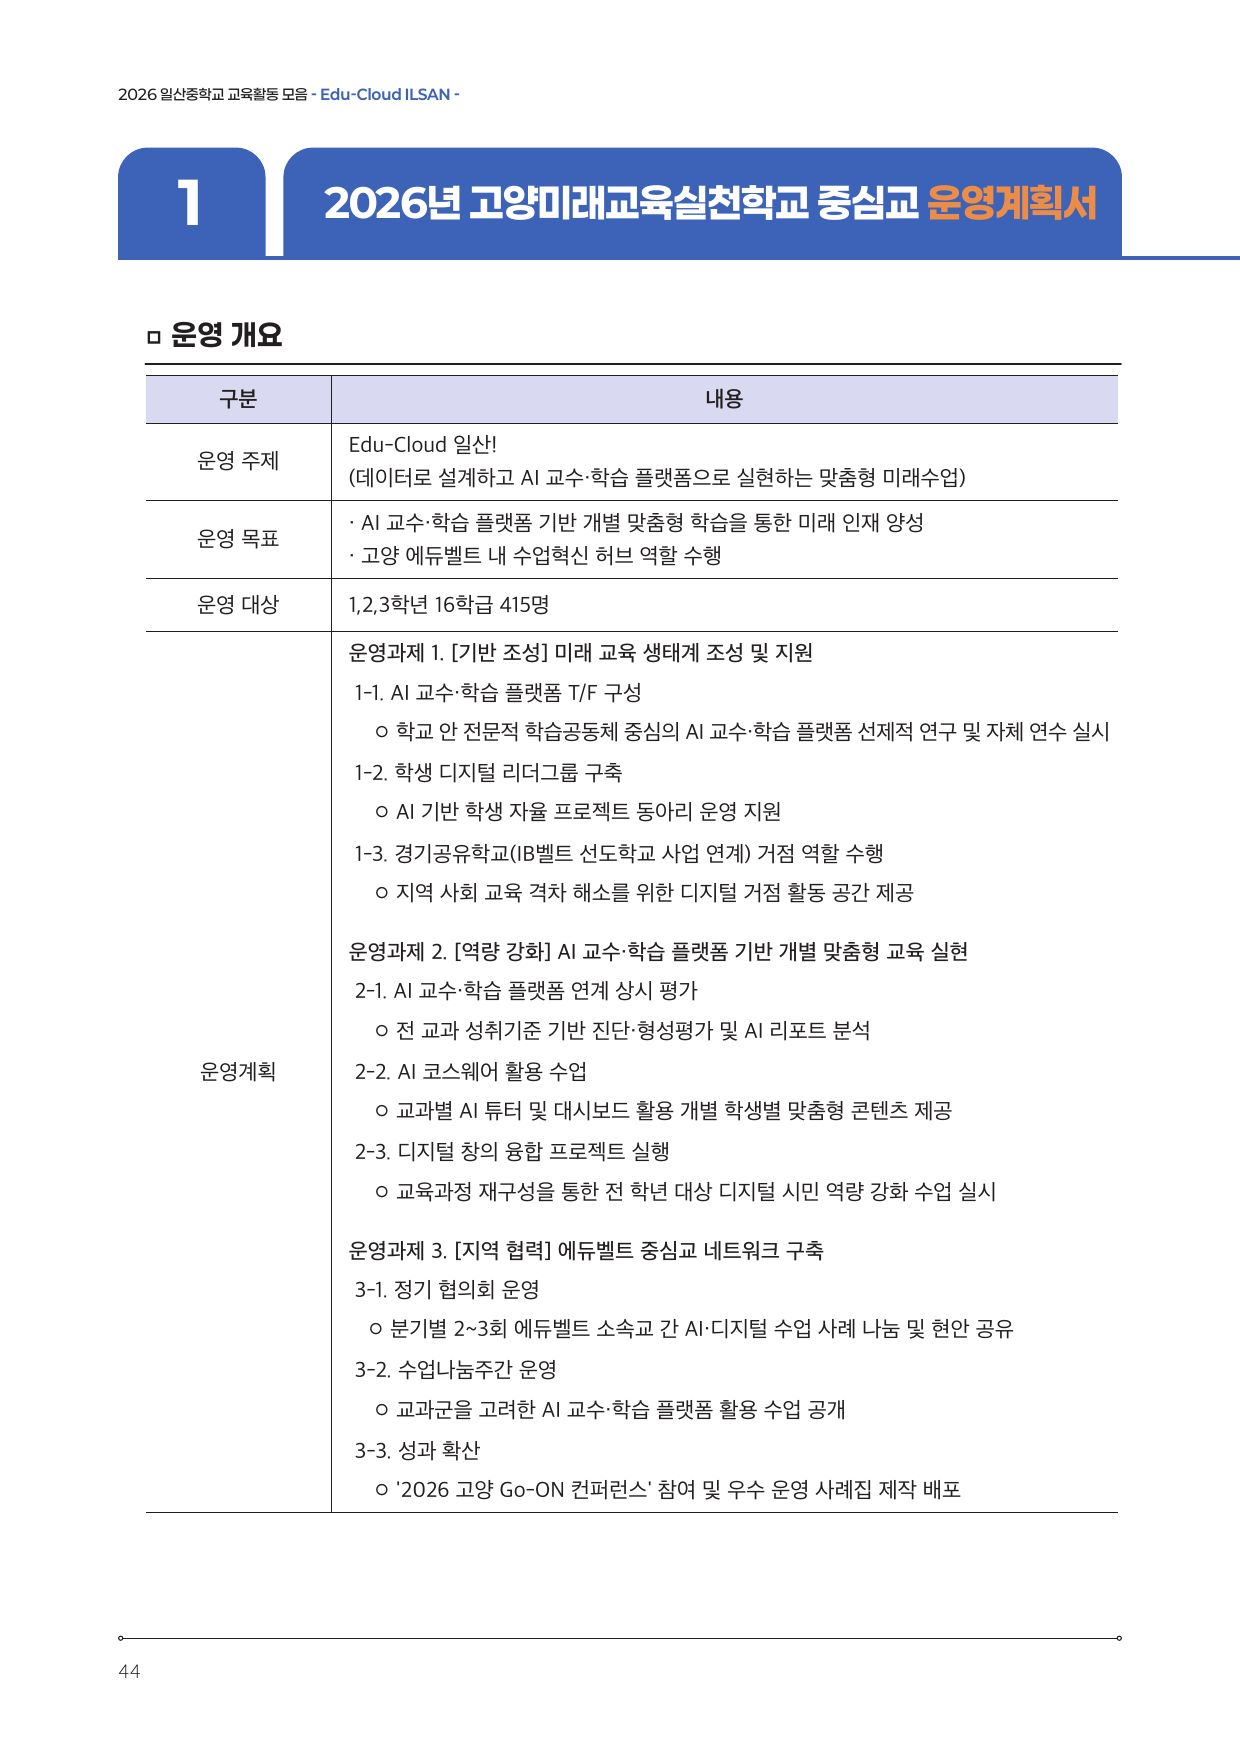 2026 일산중학교 교육활동 모음 - Edu-Cloud ILSAN -
1
2026년 고양미래교육실천학교 중심교 운영계획서
운영 개요
구분
내용
운영 주제
Edu-Cloud 일산!
(데이터로 설계하고 AI 교수·학습 플랫폼으로 실현하는 맞춤형 미래수업)
운영 목표
· AI 교수·학습 플랫폼 기반 개별 맞춤형 학습을 통한 미래 인재 양성
· 고양 에듀벨트 내 수업혁신 허브 역할 수행
운영 대상
1,2,3학년 16학급 415명
운영계획
운영과제 1. [기반 조성] 미래 교육 생태계 조성 및 지원
1-1. AI 교수·학습 플랫폼 T/F 구성
ㅇ 학교 안 전문적 학습공동체 중심의 AI 교수·학습 플랫폼 선제적 연구 및 자체 연수 실시
1-2. 학생 디지털 리더그룹 구축
ㅇ AI 기반 학생 자율 프로젝트 동아리 운영 지원
1-3. 경기공유학교(IB벨트 선도학교 사업 연계) 거점 역할 수행
ㅇ 지역 사회 교육 격차 해소를 위한 디지털 거점 활동 공간 제공
운영과제 2. [역량 강화] AI 교수·학습 플랫폼 기반 개별 맞춤형 교육 실현
2-1. AI 교수·학습 플랫폼 연계 상시 평가
ㅇ 전 교과 성취기준 기반 진단·형성평가 및 AI 리포트 분석
2-2. AI 코스웨어 활용 수업
ㅇ 교과별 AI 튜터 및 대시보드 활용 개별 학생별 맞춤형 콘텐츠 제공
2-3. 디지털 창의 융합 프로젝트 실행
ㅇ 교육과정 재구성을 통한 전 학년 대상 디지털 시민 역량 강화 수업 실시
운영과제 3. [지역 협력] 에듀벨트 중심교 네트워크 구축
3-1. 정기 협의회 운영
ㅇ 분기별 2~3회 에듀벨트 소속교 간 AI·디지털 수업 사례 나눔 및 현안 공유
3-2. 수업나눔주간 운영
ㅇ 교과군을 고려한 AI 교수·학습 플랫폼 활용 수업 공개
3-3. 성과 확산
ㅇ '2026 고양 Go-ON 컨퍼런스' 참여 및 우수 운영 사례집 제작 배포
44